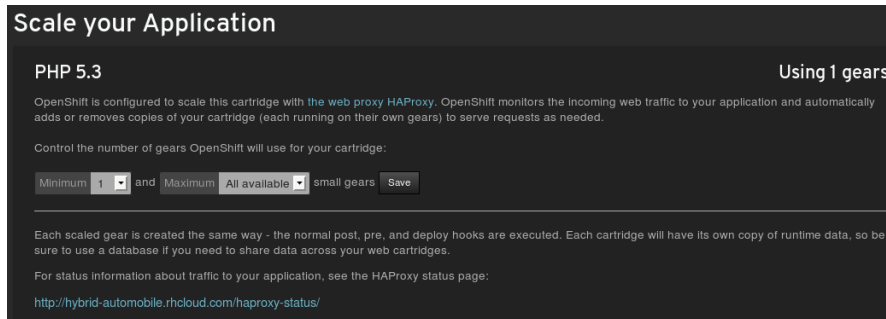 Scale your Application
PHP 5.3
Using 1 gears
OpenShift is configured to scale this cartridge with the web proxy HAProxy. OpenShift monitors the incoming web traffic to your application and automatically
adds or removes copies of your cartridge (each running on their own gears) to serve requests as needed.
Control the number of gears OpenShift will use for your cartridge:
Minimum 1 and Maximum All available small gears Save
Each scaled gear is created the same way - the normal post, pre, and deploy hooks are executed. Each cartridge will have its own copy of runtime data, so be
sure to use a database if you need to share data across your web cartridges.
For status information about traffic to your application, see the HAProxy status page:
http://hybrid-automobile.rhcloud.com/haproxy-status/